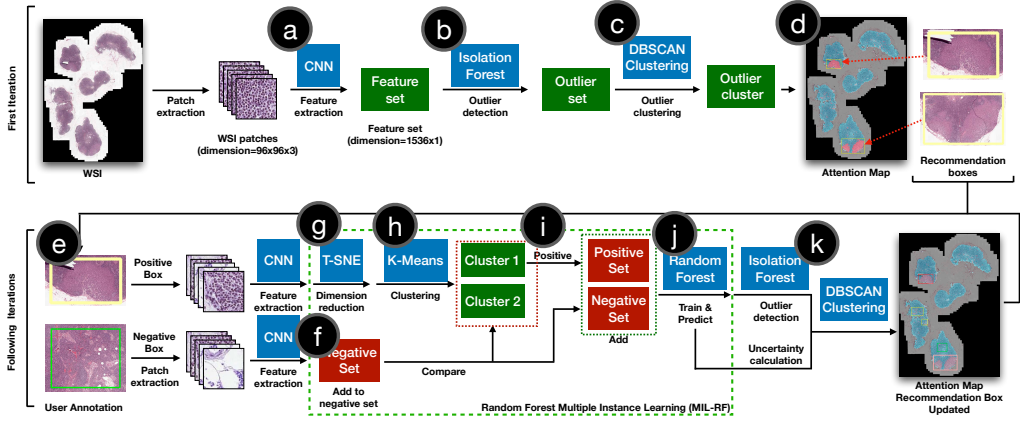 First Iteration
WSI
Patch
extraction
WSI patches
(dimension=96x96x3)
a
CNN
Feature
extraction
Feature
set
Feature set
(dimension=1536x1)
b
Isolation
Forest
Outlier
detection
Outlier
set
c
DBSCAN
Clustering
Outlier
clustering
Outlier
cluster
d
Attention Map
Recommendation
boxes
Following Iterations
e
User Annotation
Positive
Box
Negative
Box
Patch
extraction
CNN
Feature
extraction
CNN
Feature
extraction
g
T-SNE
Dimension
reduction
h
K-Means
Clustering
f
Negative
Set
Add to
negative set
Compare
Cluster 1
Cluster 2
i
Positive
Positive
Set
Negative
Set
Add
j
Random
Forest
Train &
Predict
Random Forest Multiple Instance Learning (MIL-RF)
Isolation
Forest
k
Outlier
detection
Uncertainty
calculation
DBSCAN
Clustering
Attention Map
Recommendation Box
Updated